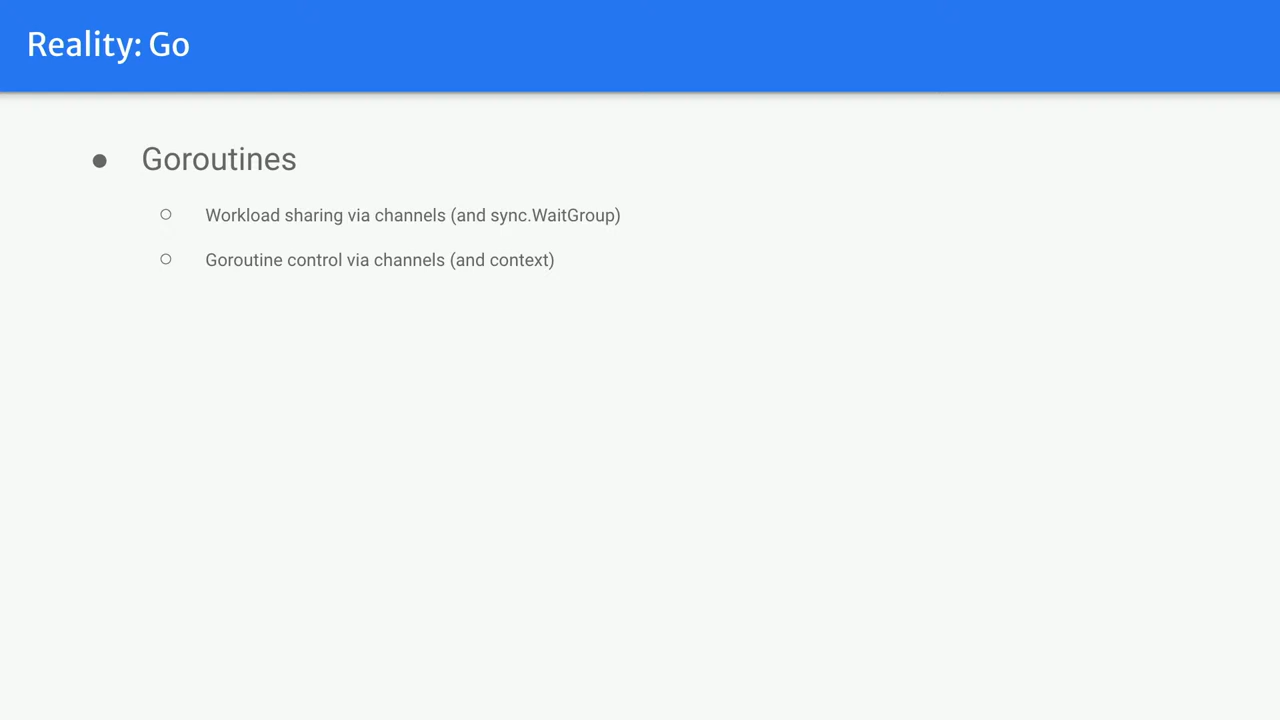 Reality: Go
● Goroutines
○ Workload sharing via channels (and sync.WaitGroup)
○ Goroutine control via channels (and context)